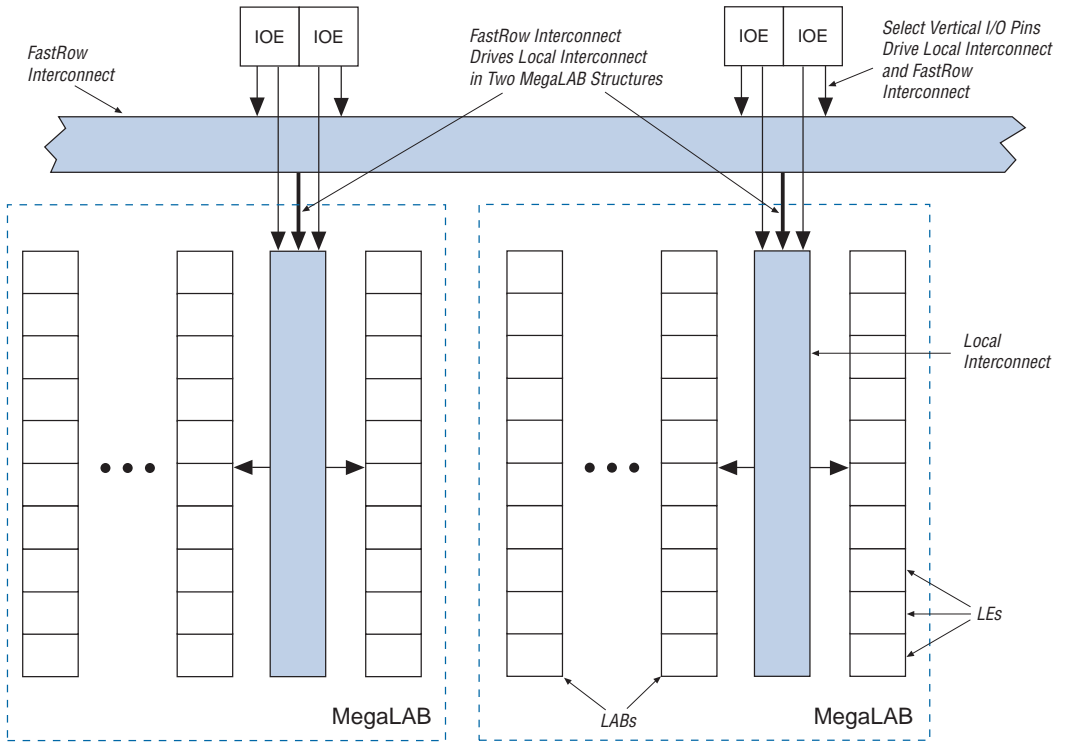 FastRow
Interconnect
IOE
IOE
FastRow Interconnect
Drives Local Interconnect
in Two MegaLAB Structures
IOE
IOE
Select Vertical I/O Pins
Drive Local Interconnect
and FastRow
Interconnect
Local
Interconnect
LEs
LABs
MegaLAB
MegaLAB